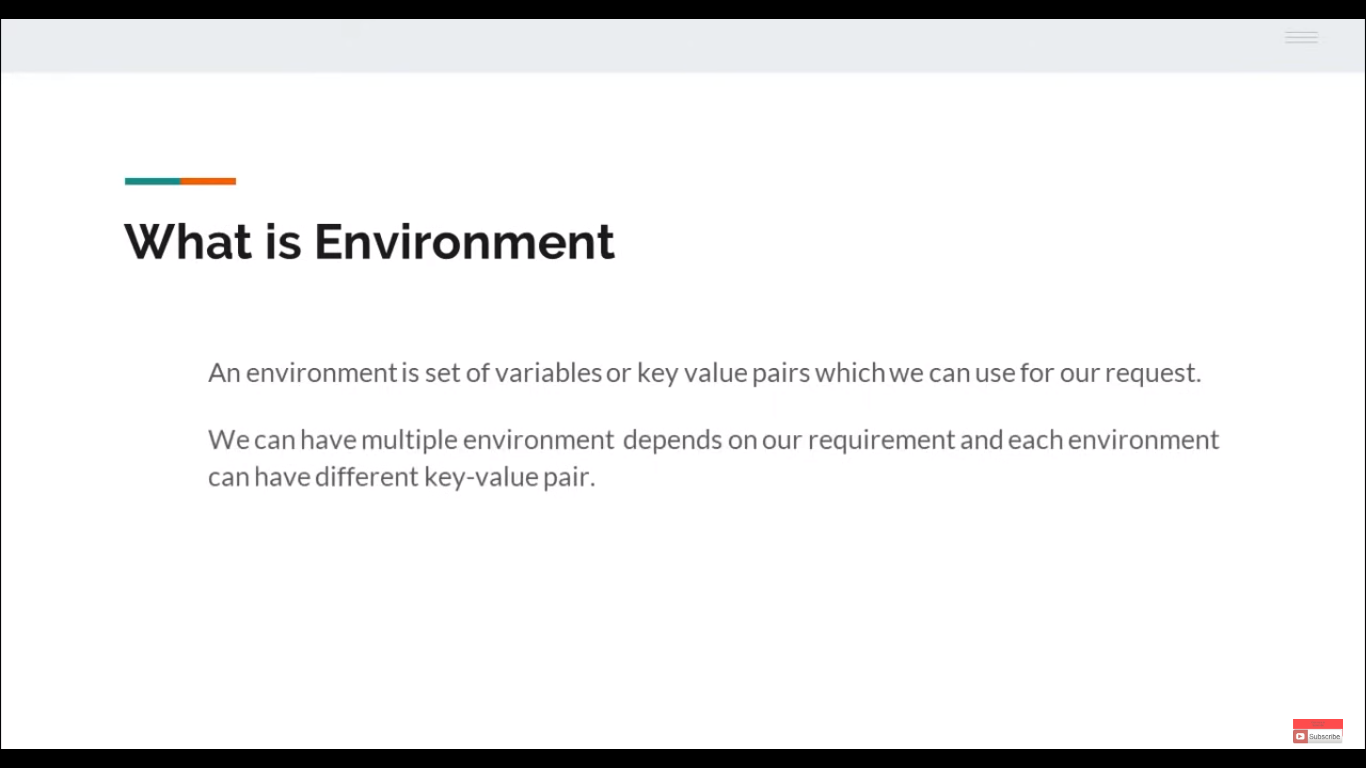 What is Environment
An environment is set of variables or key value pairs which we can use for our request.
We can have multiple environment depends on our requirement and each environment
can have different key-value pair.
Subscribe